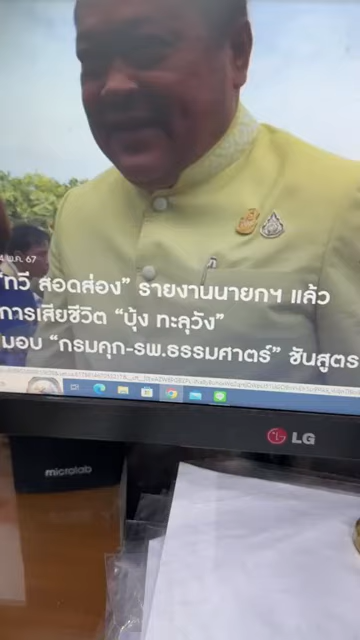 พ.ค. 67
"ทวี สอดส่อง" รายงานนายกฯ แล้ว
การเสียชีวิต "บุ้ง ทะลุวัง"
มอบ "กรมคุก-รพ.ธรรมศาตร์" ชันสูตร
LG
microlab